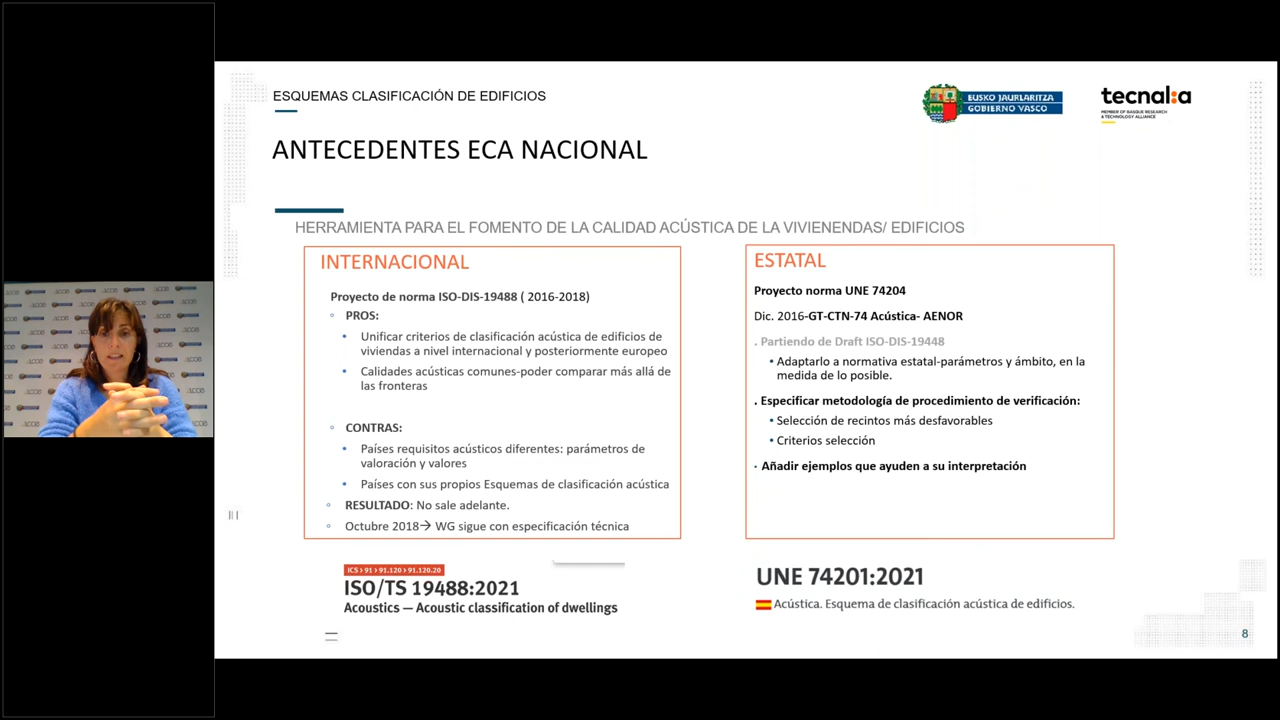 ESQUEMAS CLASIFICACIÓN DE EDIFICIOS
EUSKO JAURLARITZA
GOBIERNO VASCO
tecnal:a
MEMBER OF BASQUE RESEARCH
& TECHNOLOGY ALLIANCE
ANTECEDENTES ECA NACIONAL
HERRAMIENTA PARA EL FOMENTO DE LA CALIDAD ACÚSTICA DE LA VIVIENENDAS/ EDIFICIOS
INTERNACIONAL
Proyecto de norma ISO-DIS-19488 ( 2016-2018)
◦ PROS:
• Unificar criterios de clasificación acústica de edificios de
viviendas a nivel internacional y posteriormente europeo
• Calidades acústicas comunes-poder comparar más allá de
las fronteras
◦ CONTRAS:
• Países requisitos acústicos diferentes: parámetros de
valoración y valores
• Países con sus propios Esquemas de clasificación acústica
◦ RESULTADO: No sale adelante.
◦ Octubre 2018→ WG sigue con especificación técnica
ICS > 91 > 91.120 > 91.120.20
ISO/TS 19488:2021
Acoustics — Acoustic classification of dwellings
ESTATAL
Proyecto norma UNE 74204
Dic. 2016-GT-CTN-74 Acústica- AENOR
. Partiendo de Draft ISO-DIS-19448
• Adaptarlo a normativa estatal-parámetros y ámbito, en la
medida de lo posible.
. Especificar metodología de procedimiento de verificación:
• Selección de recintos más desfavorables
• Criterios selección
· Añadir ejemplos que ayuden a su interpretación
UNE 74201:2021
Acústica. Esquema de clasificación acústica de edificios.
8